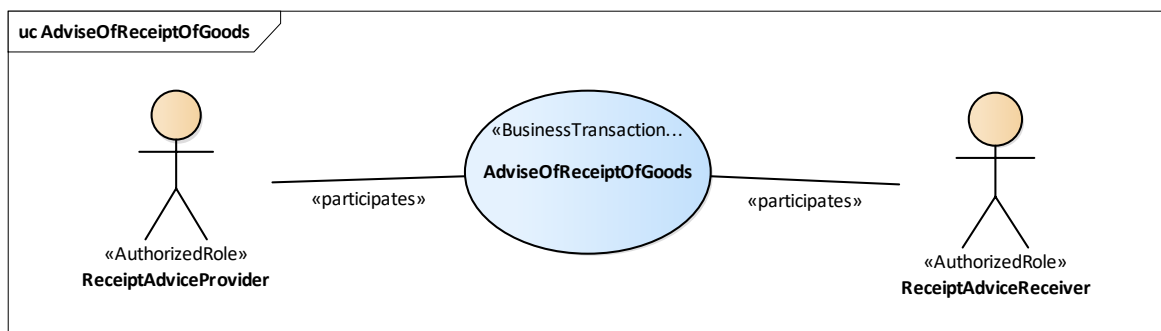 uc AdviseOfReceiptOfGoods
«BusinessTransaction...
AdviseOfReceiptOfGoods
«participates»
«participates»
«AuthorizedRole»
ReceiptAdviceProvider
«AuthorizedRole»
ReceiptAdviceReceiver